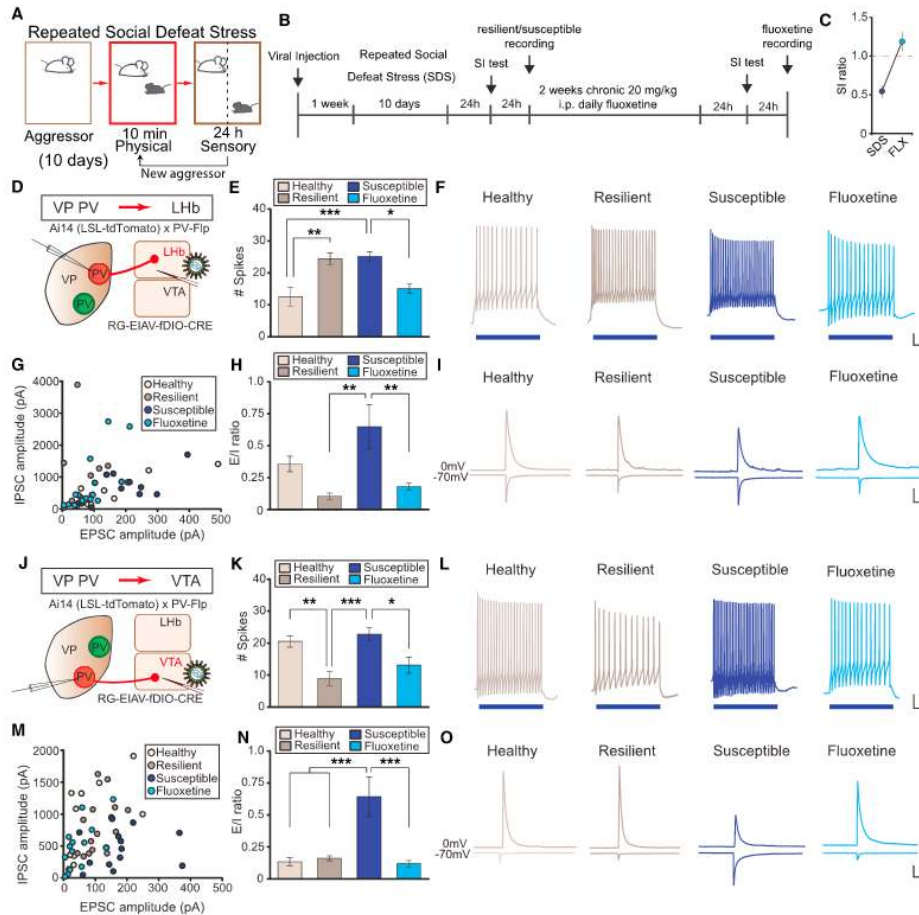 A
Repeated Social Defeat Stress
Aggressor
(10 days)
10 min
Physical
24 h
Sensory
New aggressor
B
Viral Injection
Repeated Social
Defeat Stress (SDS)
resilient/susceptible
recording
SI test
2 weeks chronic 20 mg/kg
i.p. daily fluoxetine
SI test
fluoxetine
recording
1 week
10 days
24h
24h
24h
24h
C
SI ratio
1.5
1.0
0.5
0
SDS
FLX
D
VP PV
LHb
Ai14 (LSL-tdTomato) x PV-Flp
VP
PV
PV
LHb
VTA
RG-EIAV-fDIO-CRE
E
Healthy
Susceptible
Resilient
Fluoxetine
# Spikes
40
30
20
10
0
***
**
*
F
Healthy
Resilient
Susceptible
Fluoxetine
G
IPSC amplitude (pA)
4000
3000
2000
1000
0
0
100
200
300
400
500
EPSC amplitude (pA)
Healthy
Resilient
Susceptible
Fluoxetine
H
Healthy
Susceptible
Resilient
Fluoxetine
E/I ratio
1.0
0.75
0.5
0.25
0
**
**
I
Healthy
Resilient
Susceptible
Fluoxetine
0mV
-70mV
J
VP PV
VTA
Ai14 (LSL-tdTomato) x PV-Flp
VP
PV
PV
LHb
VTA
RG-EIAV-fDIO-CRE
K
Healthy
Susceptible
Resilient
Fluoxetine
# Spikes
40
30
20
10
0
**
***
*
L
Healthy
Resilient
Susceptible
Fluoxetine
M
IPSC amplitude (pA)
2000
1500
1000
500
0
0
100
200
300
400
500
EPSC amplitude (pA)
Healthy
Resilient
Susceptible
Fluoxetine
N
Healthy
Susceptible
Resilient
Fluoxetine
E/I ratio
1.0
0.75
0.5
0.25
0
***
***
O
Healthy
Resilient
Susceptible
Fluoxetine
0mV
-70mV